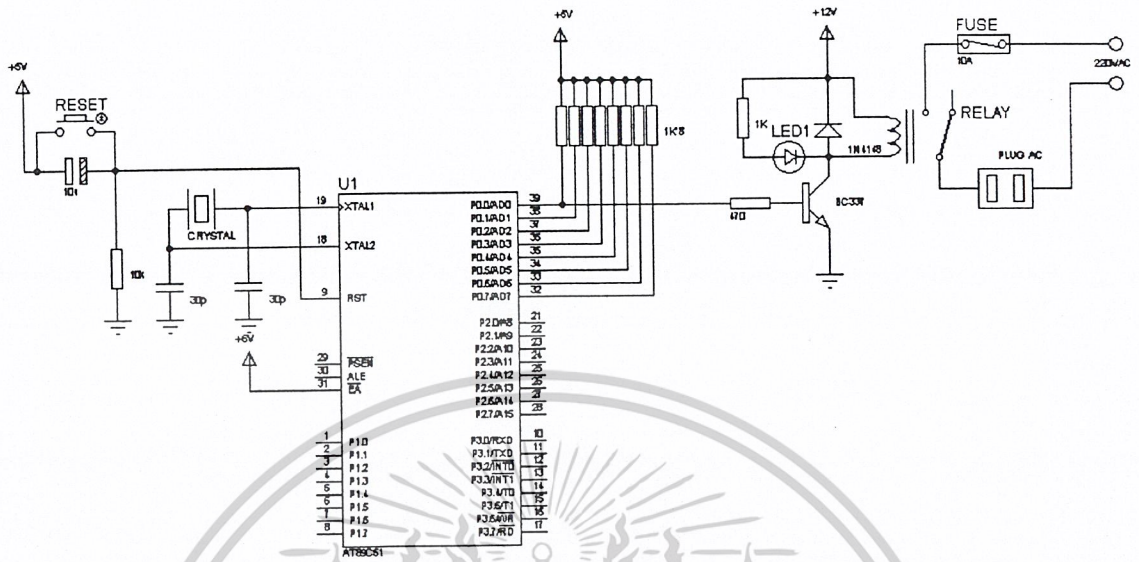 +5V
RESET
10u
10k
CRYSTAL
30p
30p
+5V
U1
19 XTAL1
18 XTAL2
9 RST
29 PSEN
30 ALE
31 EA
1 P1.0
2 P1.1
3 P1.2
4 P1.3
5 P1.4
6 P1.5
7 P1.6
8 P1.7
AT89C51
P0.0/AD0 39
P0.1/AD1 38
P0.2/AD2 37
P0.3/AD3 36
P0.4/AD4 35
P0.5/AD5 34
P0.6/AD6 33
P0.7/AD7 32
P2.0/A8 21
P2.1/A9 22
P2.2/A10 23
P2.3/A11 24
P2.4/A12 25
P2.5/A13 26
P2.6/A14 27
P2.7/A15 28
P3.0/RXD 10
P3.1/TXD 11
P3.2/INT0 12
P3.3/INT1 13
P3.4/T0 14
P3.5/T1 15
P3.6/WR 16
P3.7/RD 17
+5V
1K8
470
+12V
1K
LED1
1N4148
BC337
FUSE
10A
220VAC
RELAY
PLUG AC